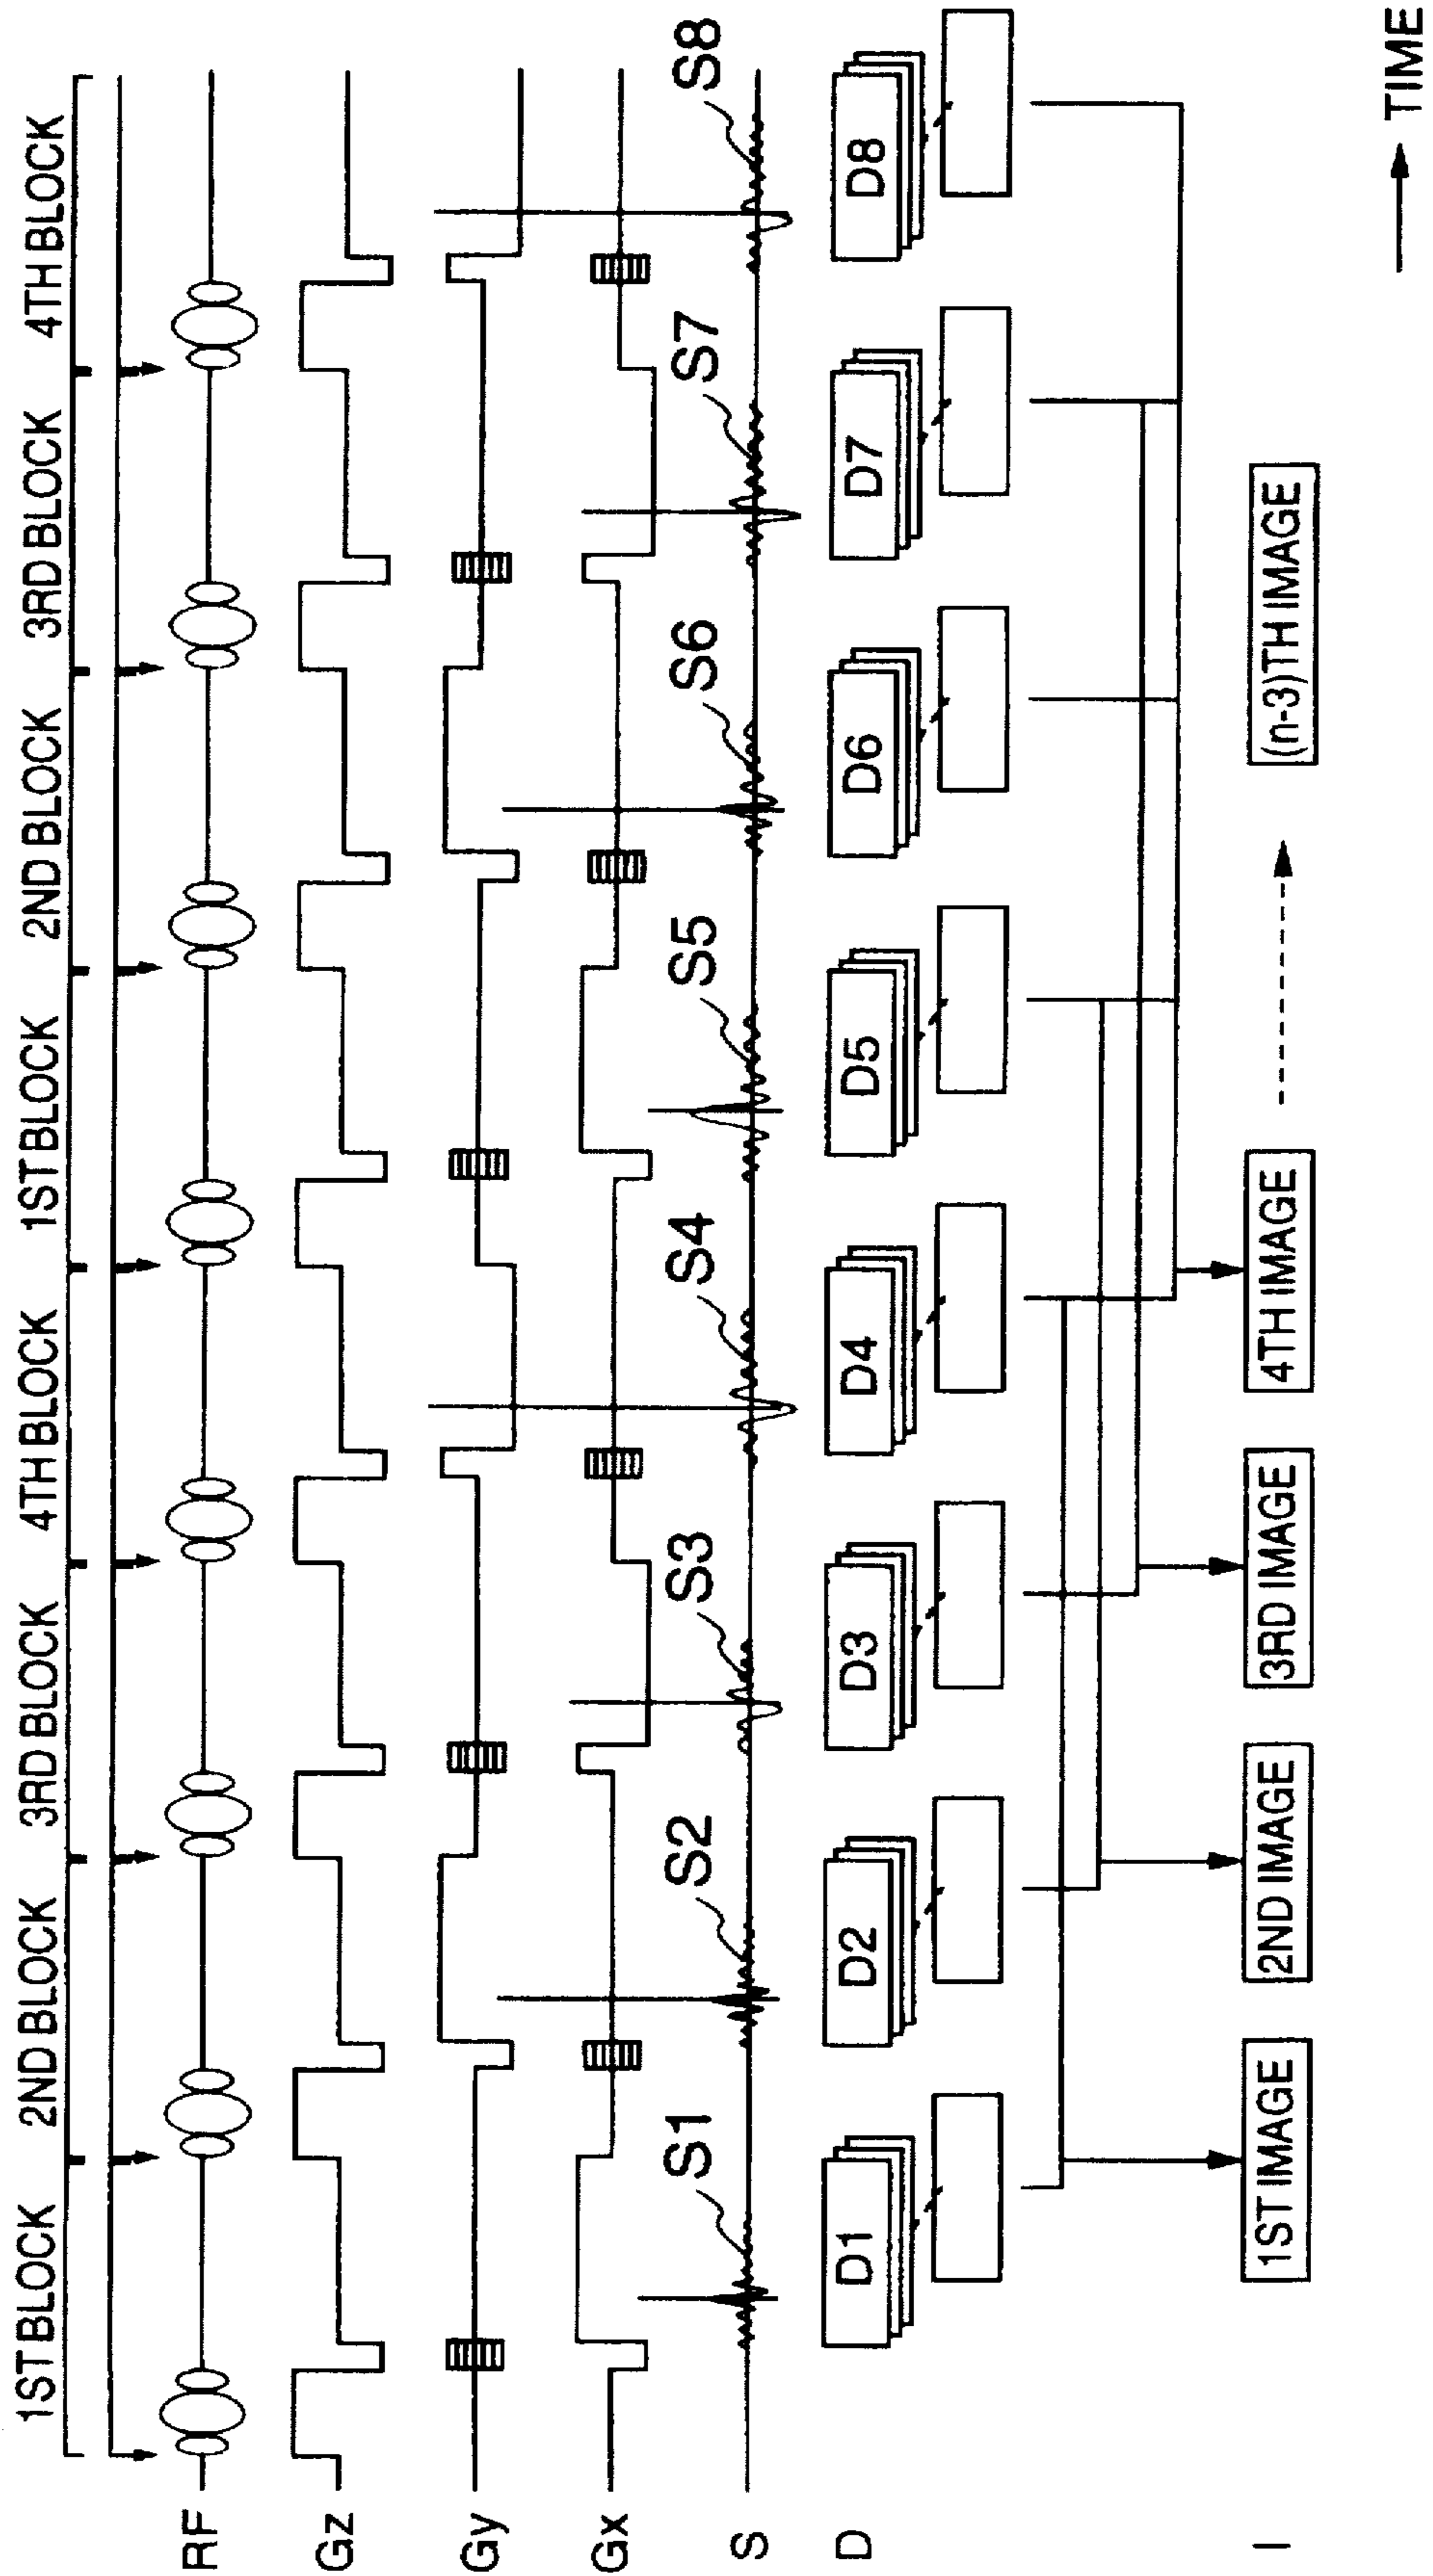 1ST BLOCK 2ND BLOCK 3RD BLOCK 4TH BLOCK 1ST BLOCK 2ND BLOCK 3RD BLOCK 4TH BLOCK
RF
Gz
Gy
Gx
S1 S2 S3 S4 S5 S6 S7 S8
S
D D1 D2 D3 D4 D5 D6 D7 D8
I 1ST IMAGE 2ND IMAGE 3RD IMAGE 4TH IMAGE (n-3)TH IMAGE
TIME